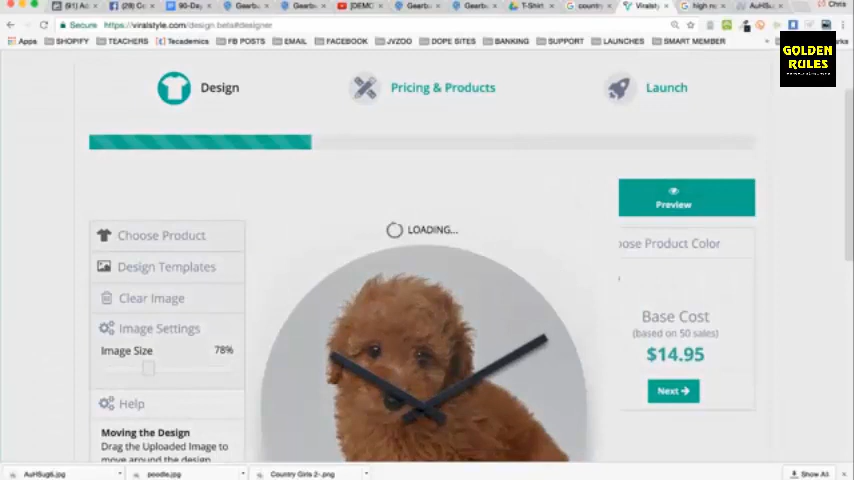 Chris
Secure https://viralstyle.com/design.beta#designer
Apps SHOPIFY TEACHERS Tecademics FB POSTS EMAIL FACEBOOK JVZOO DOPE SITES BANKING SUPPORT LAUNCHES SMART MEMBER
GOLDEN
RULES
Design
Pricing & Products
Launch
Preview
LOADING...
Choose Product
oose Product Color
Design Templates
Clear Image
Image Settings
Image Size 78%
Base Cost
(based on 50 sales)
$14.95
Next
Help
Moving the Design
Drag the Uploaded Image to
move around the design
AuHSug6.jpg poodle.jpg Country Girls 2-.png Show All